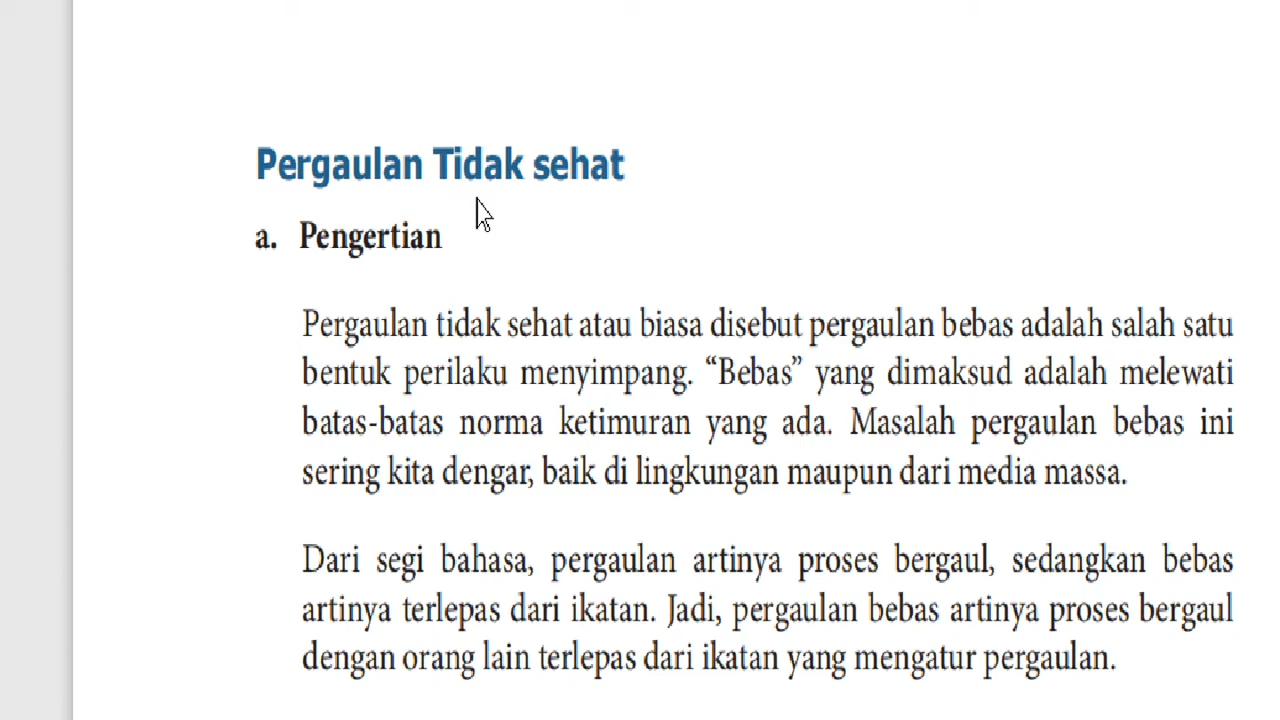 Pergaulan Tidak sehat
a. Pengertian
Pergaulan tidak sehat atau biasa disebut pergaulan bebas adalah salah satu
bentuk perilaku menyimpang. “Bebas” yang dimaksud adalah melewati
batas-batas norma ketimuran yang ada. Masalah pergaulan bebas ini
sering kita dengar, baik di lingkungan maupun dari media massa.
Dari segi bahasa, pergaulan artinya proses bergaul, sedangkan bebas
artinya terlepas dari ikatan. Jadi, pergaulan bebas artinya proses bergaul
dengan orang lain terlepas dari ikatan yang mengatur pergaulan.